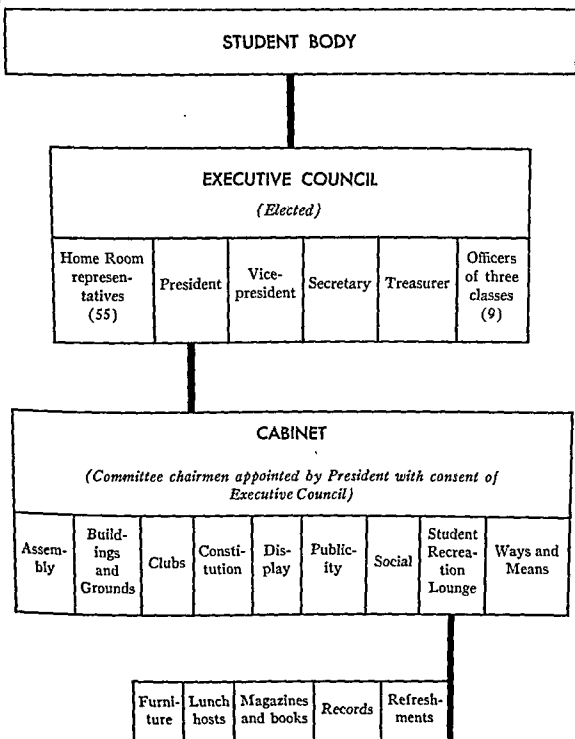 STUDENT BODY
EXECUTIVE COUNCIL
(Elected)
Home Room
represen-
tatives
(55)
President
Vice-
president
Secretary
Treasurer
Officers
of three
classes
(9)
CABINET
(Committee chairmen appointed by President with consent of
Executive Council)
Assem-
bly
Build-
ings
and
Grounds
Clubs
Consti-
tution
Dis-
play
Public-
ity
Social
Student
Recrea-
tion
Lounge
Ways and
Means
Furni-
ture
Lunch
hosts
Magazines
and books
Records
Refresh-
ments